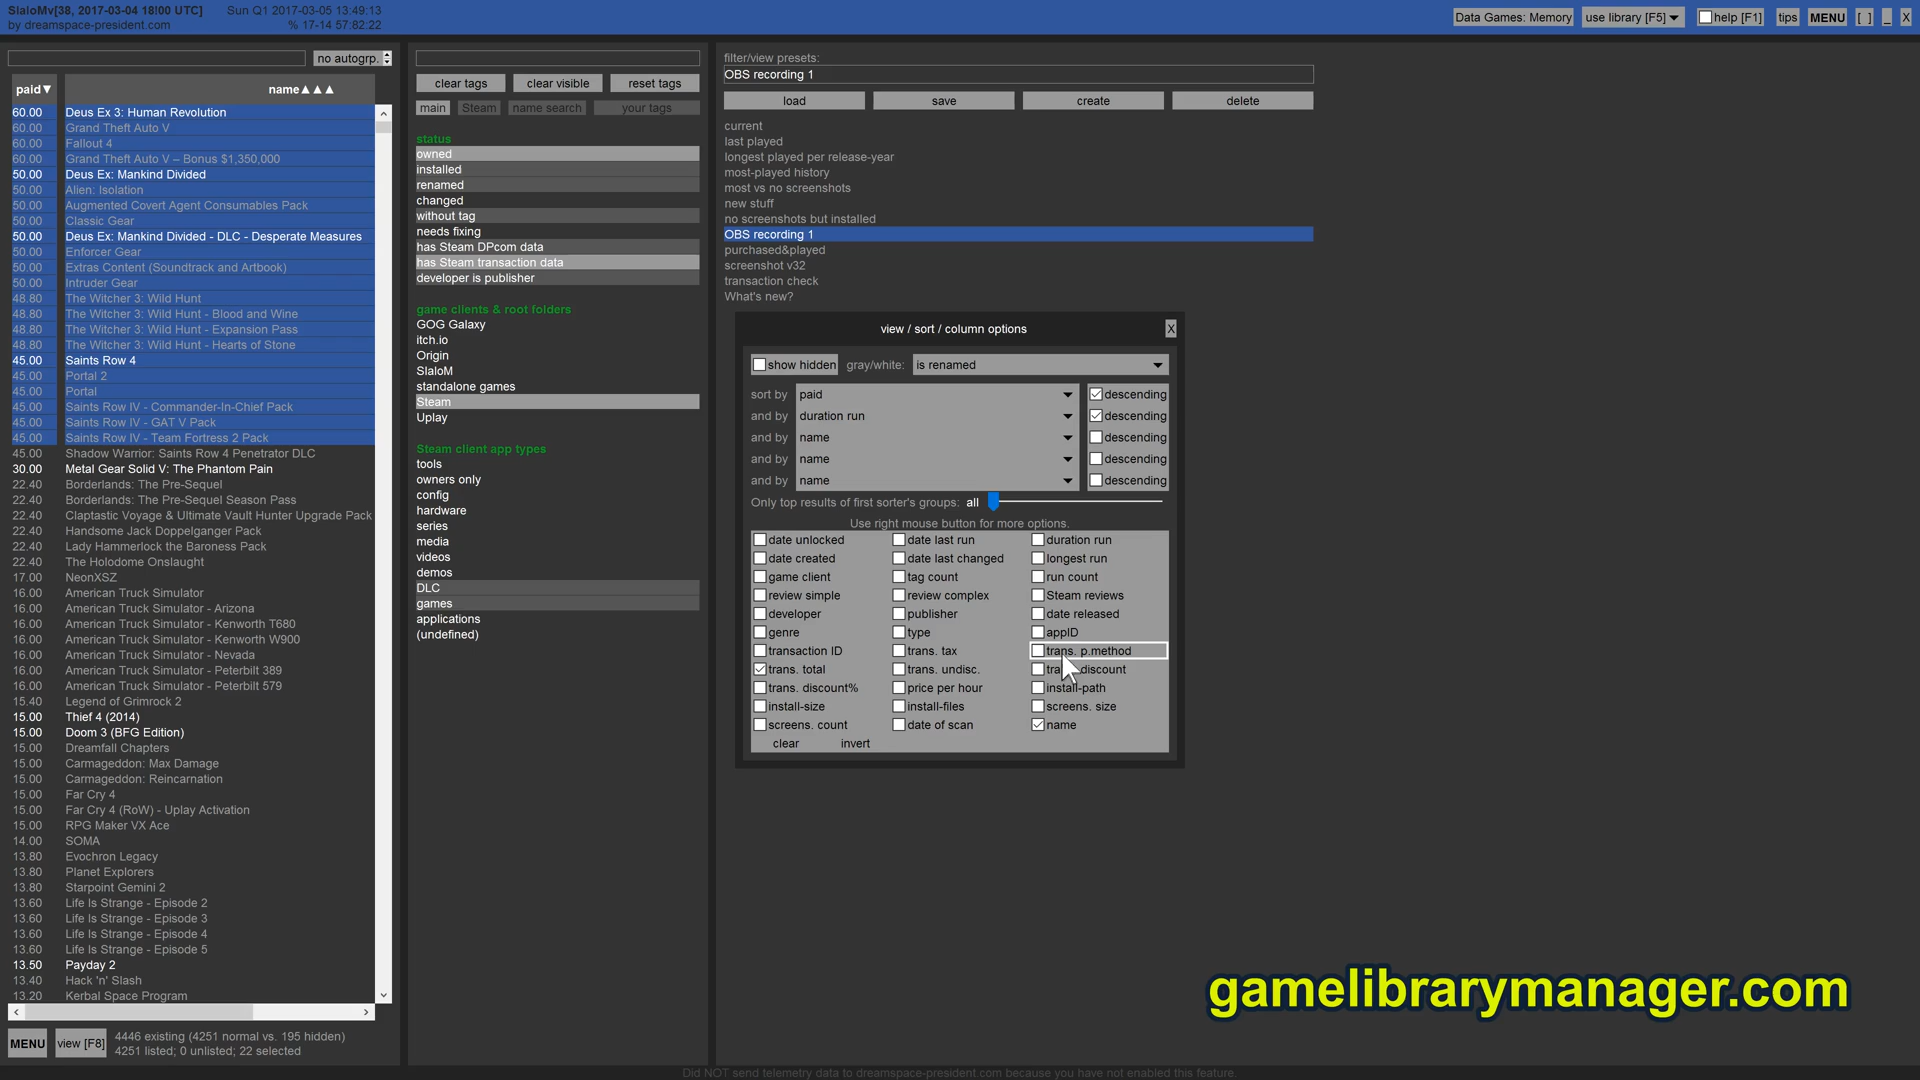 SlaloMv[38, 2017-03-04 18!00 UTC]
by dreamspace-president.com
Sun Q1 2017-03-05 13:49:13
% 17-14 57:82:22
Data Games: Memory
use library [F5]
help [F1]
tips
MENU
[ ]
_
X
no autogrp.
paid▼ name▲▲▲
60.00 Deus Ex 3: Human Revolution
60.00 Grand Theft Auto V
60.00 Fallout 4
60.00 Grand Theft Auto V – Bonus $1,350,000
50.00 Deus Ex: Mankind Divided
50.00 Alien: Isolation
50.00 Augmented Covert Agent Consumables Pack
50.00 Classic Gear
50.00 Deus Ex: Mankind Divided - DLC - Desperate Measures
50.00 Enforcer Gear
50.00 Extras Content (Soundtrack and Artbook)
50.00 Intruder Gear
48.80 The Witcher 3: Wild Hunt
48.80 The Witcher 3: Wild Hunt - Blood and Wine
48.80 The Witcher 3: Wild Hunt - Expansion Pass
48.80 The Witcher 3: Wild Hunt - Hearts of Stone
45.00 Saints Row 4
45.00 Portal 2
45.00 Portal
45.00 Saints Row IV - Commander-In-Chief Pack
45.00 Saints Row IV - GAT V Pack
45.00 Saints Row IV - Team Fortress 2 Pack
45.00 Shadow Warrior: Saints Row 4 Penetrator DLC
30.00 Metal Gear Solid V: The Phantom Pain
22.40 Borderlands: The Pre-Sequel
22.40 Borderlands: The Pre-Sequel Season Pass
22.40 Claptastic Voyage & Ultimate Vault Hunter Upgrade Pack
22.40 Handsome Jack Doppelganger Pack
22.40 Lady Hammerlock the Baroness Pack
22.40 The Holodome Onslaught
17.00 NeonXSZ
16.00 American Truck Simulator
16.00 American Truck Simulator - Arizona
16.00 American Truck Simulator - Kenworth T680
16.00 American Truck Simulator - Kenworth W900
16.00 American Truck Simulator - Nevada
16.00 American Truck Simulator - Peterbilt 389
16.00 American Truck Simulator - Peterbilt 579
15.40 Legend of Grimrock 2
15.00 Thief 4 (2014)
15.00 Doom 3 (BFG Edition)
15.00 Dreamfall Chapters
15.00 Carmageddon: Max Damage
15.00 Carmageddon: Reincarnation
15.00 Far Cry 4
15.00 Far Cry 4 (RoW) - Uplay Activation
15.00 RPG Maker VX Ace
14.00 SOMA
13.80 Evochron Legacy
13.80 Planet Explorers
13.80 Starpoint Gemini 2
13.60 Life Is Strange - Episode 2
13.60 Life Is Strange - Episode 3
13.60 Life Is Strange - Episode 4
13.60 Life Is Strange - Episode 5
13.50 Payday 2
13.40 Hack 'n' Slash
13.20 Kerbal Space Program
MENU
view [F8]
4446 existing (4251 normal vs. 195 hidden)
4251 listed; 0 unlisted; 22 selected
clear tags
clear visible
reset tags
main
Steam
name search
your tags
status
owned
installed
renamed
changed
without tag
needs fixing
has Steam DPcom data
has Steam transaction data
developer is publisher
game clients & root folders
GOG Galaxy
itch.io
Origin
SlaloM
standalone games
Steam
Uplay
Steam client app types
tools
owners only
config
hardware
series
media
videos
demos
DLC
games
applications
(undefined)
filter/view presets:
OBS recording 1
load
save
create
delete
current
last played
longest played per release-year
most-played history
most vs no screenshots
new stuff
no screenshots but installed
OBS recording 1
purchased&played
screenshot v32
transaction check
What's new?
view / sort / column options
X
show hidden gray/white: is renamed
sort by paid descending
and by duration run descending
and by name descending
and by name descending
and by name descending
Only top results of first sorter's groups: all
Use right mouse button for more options.
date unlocked date last run duration run
date created date last changed longest run
game client tag count run count
review simple review complex Steam reviews
developer publisher date released
genre type appID
transaction ID trans. tax trans. p.method
trans. total trans. undisc. discount
trans. discount% price per hour install-path
install-size install-files screens. size
screens. count date of scan name
clear invert
gamelibrarymanager.com
Did NOT send telemetry data to dreamspace-president.com because you have not enabled this feature.